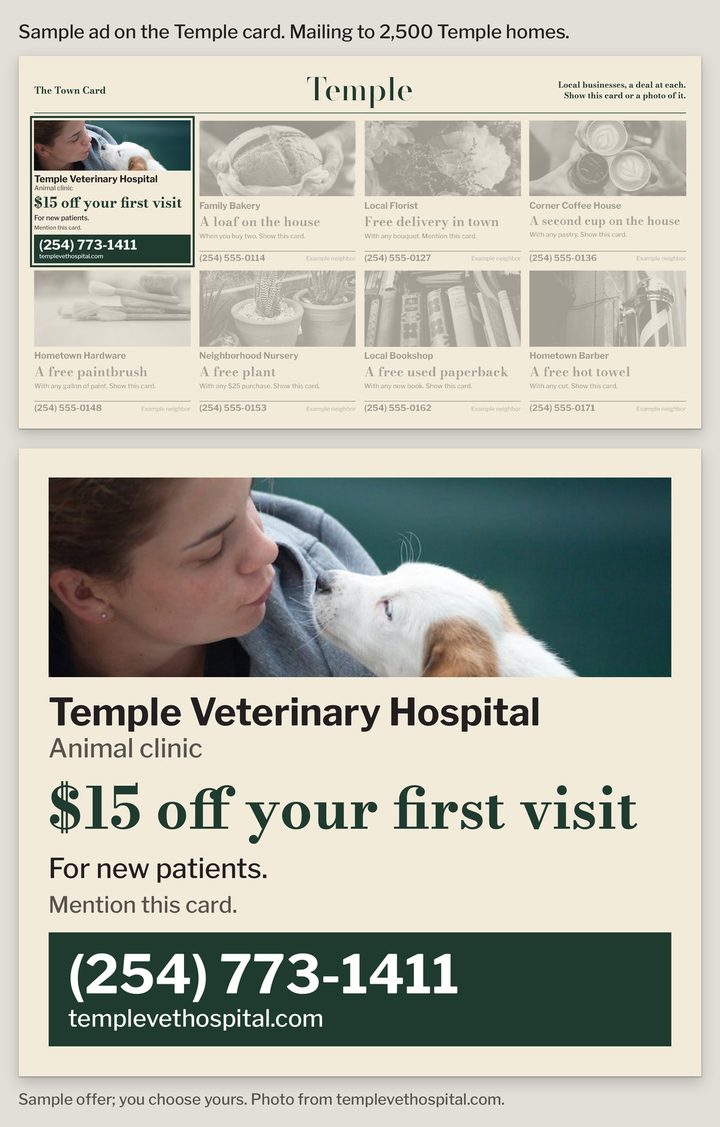 Sample ad on the Temple card. Mailing to 2,500 Temple homes.
The Town Card
Temple
Local businesses, a deal at each.
Show this card or a photo of it.
Temple Veterinary Hospital
Animal clinic
$15 off your first visit
For new patients.
Mention this card.
(254) 773-1411
templevethospital.com
Family Bakery
A loaf on the house
When you buy two. Show this card.
(254) 555-0114 Example neighbor
Local Florist
Free delivery in town
With any bouquet. Mention this card.
(254) 555-0127 Example neighbor
Corner Coffee House
A second cup on the house
With any pastry. Show this card.
(254) 555-0136 Example neighbor
Hometown Hardware
A free paintbrush
With any gallon of paint. Show this card.
(254) 555-0148 Example neighbor
Neighborhood Nursery
A free plant
With any $25 purchase. Show this card.
(254) 555-0153 Example neighbor
Local Bookshop
A free used paperback
With any new book. Show this card.
(254) 555-0162 Example neighbor
Hometown Barber
A free hot towel
With any cut. Show this card.
(254) 555-0171 Example neighbor
Temple Veterinary Hospital
Animal clinic
$15 off your first visit
For new patients.
Mention this card.
(254) 773-1411
templevethospital.com
Sample offer; you choose yours. Photo from templevethospital.com.